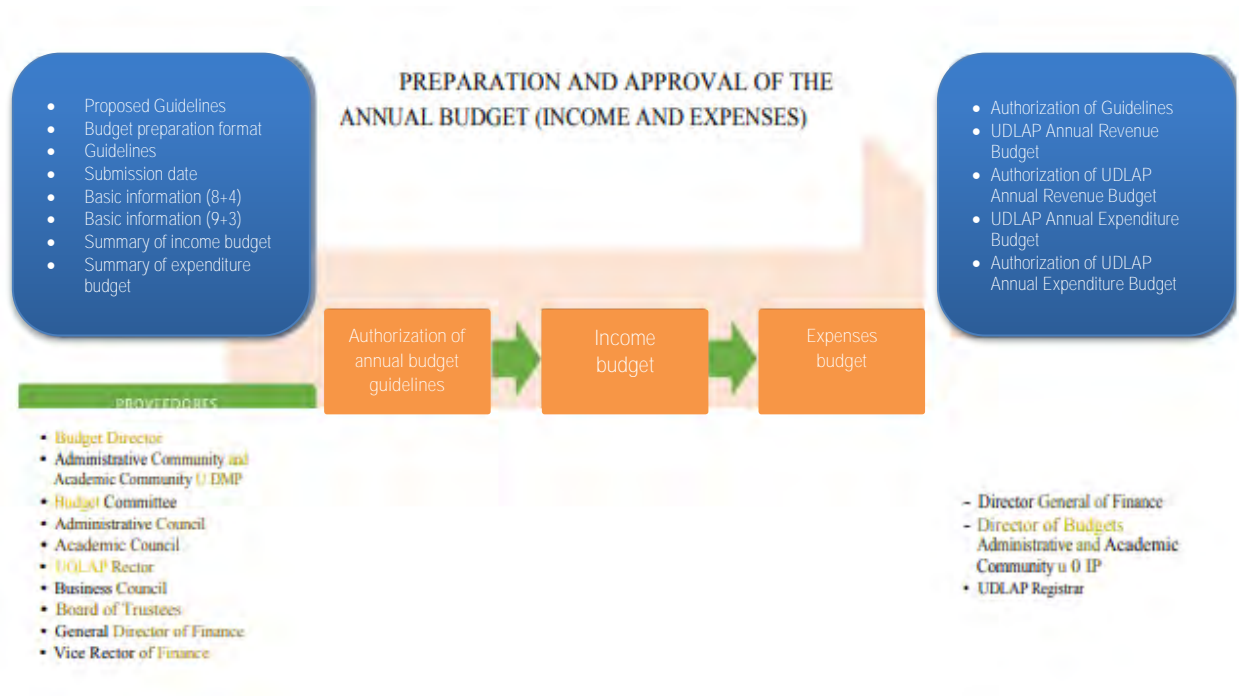 PREPARATION AND APPROVAL OF THE
ANNUAL BUDGET (INCOME AND EXPENSES)
• Proposed Guidelines
• Budget preparation format
• Guidelines
• Submission date
• Basic information (8+4)
• Basic information (9+3)
• Summary of income budget
• Summary of expenditure
budget
Authorization of
annual budget
guidelines
Income
budget
Expenses
budget
• Authorization of Guidelines
• UDLAP Annual Revenue
Budget
• Authorization of UDLAP
Annual Revenue Budget
• UDLAP Annual Expenditure
Budget
• Authorization of UDLAP
Annual Expenditure Budget
PROVEEDORES
• Budget Director
• Administrative Community and
Academic Community U DMP
• Budget Committee
• Administrative Council
• Academic Council
• UOLAP Rector
• Business Council
• Board of Trustees
• General Director of Finance
• Vice Rector of Finance
– Director General of Finance
– Director of Budgets
Administrative and Academic
Community u 0 IP
• UDLAP Registrar